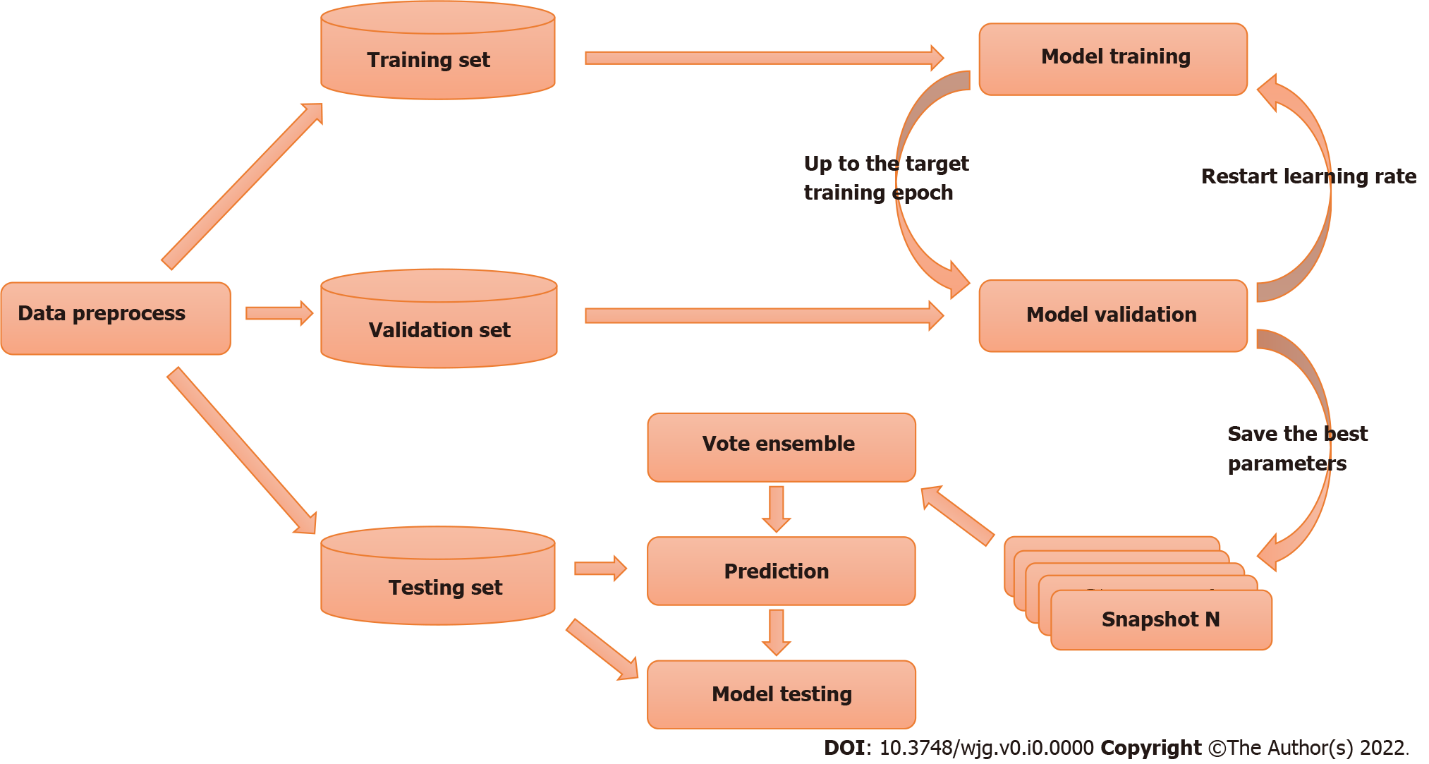 Training set
Model training
Up to the target
training epoch
Restart learning rate
Data preprocess
Validation set
Model validation
Vote ensemble
Save the best
parameters
Testing set
Prediction
Snapshot N
Model testing
DOI: 10.3748/wjg.v0.i0.0000 Copyright ©The Author(s) 2022.